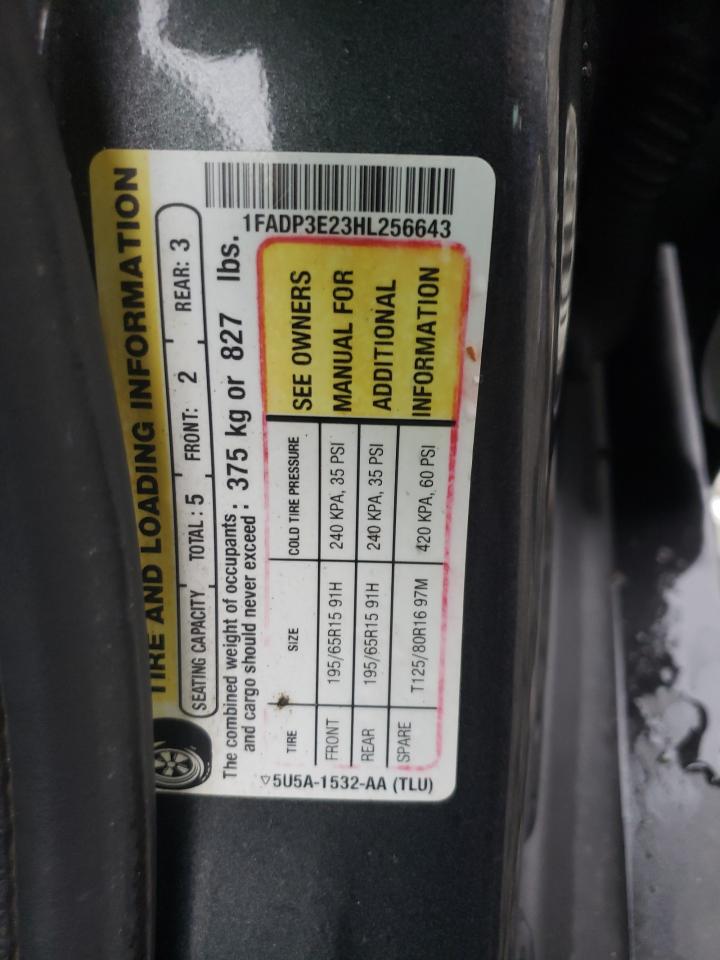 TIRE AND LOADING INFORMATION
SEATING CAPACITY TOTAL : 5 FRONT: 2 REAR: 3
The combined weight of occupants
and cargo should never exceed : 375 kg or 827 lbs.
TIRE SIZE COLD TIRE PRESSURE
FRONT 195/65R15 91H 240 KPA, 35 PSI
REAR 195/65R15 91H 240 KPA, 35 PSI
SPARE T125/80R16 97M 420 KPA, 60 PSI
SEE OWNERS
MANUAL FOR
ADDITIONAL
INFORMATION
5U5A-1532-AA (TLU)
1FADP3E23HL256643